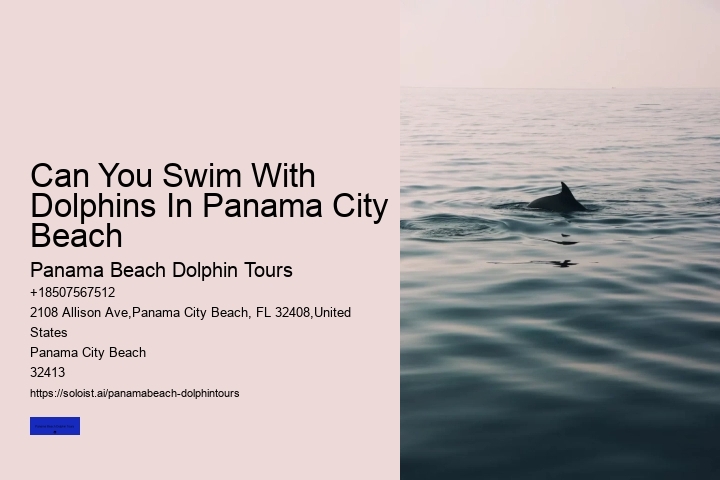 Can You Swim With
Dolphins In Panama City
Beach
Panama Beach Dolphin Tours
+18507567512
2108 Allison Ave,Panama City Beach, FL 32408,United
States
Panama City Beach
32413
https://soloist.ai/panamabeach-dolphintours